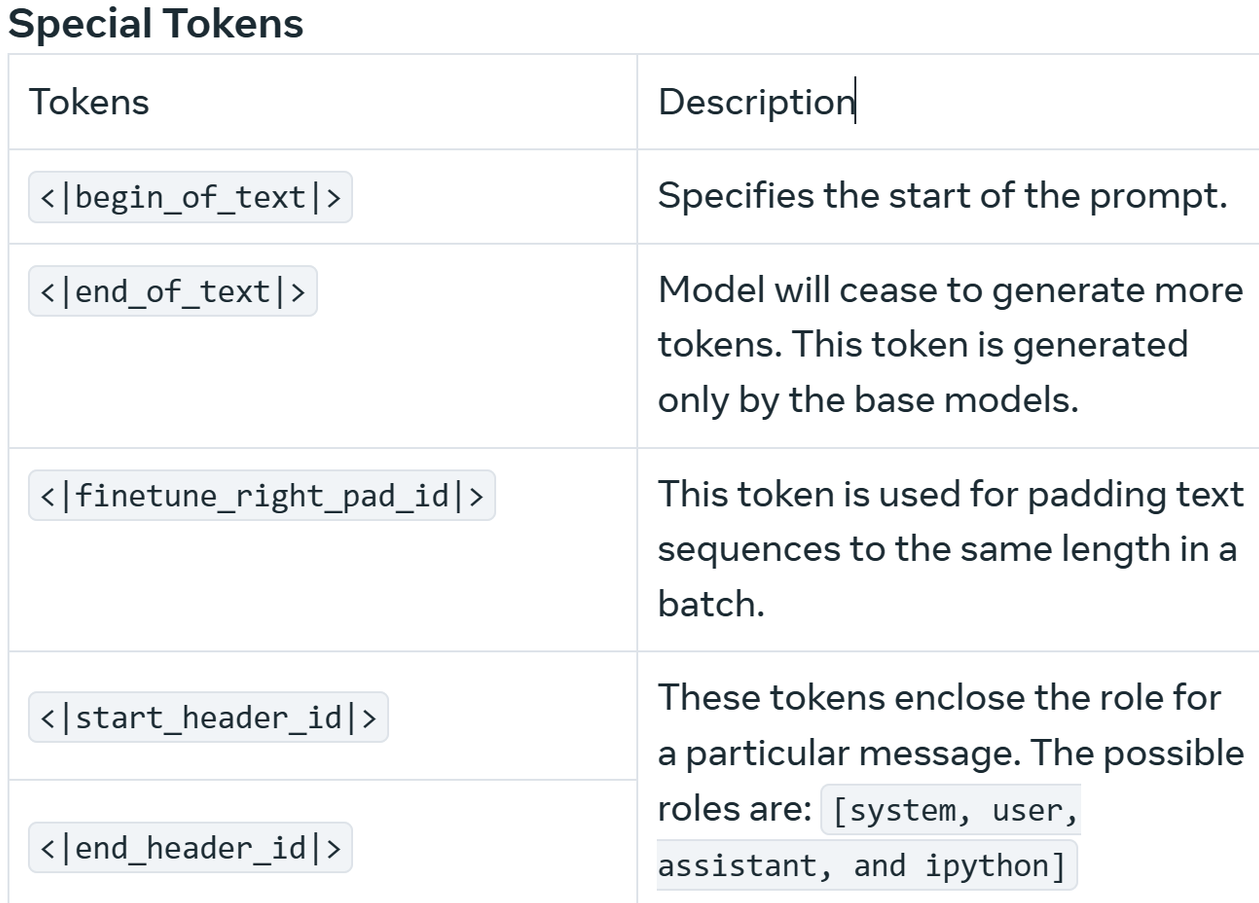 Special Tokens
Tokens
Description
<|begin_of_text|>
Specifies the start of the prompt.
<|end_of_text|>
Model will cease to generate more
tokens. This token is generated
only by the base models.
<|finetune_right_pad_id|>
This token is used for padding text
sequences to the same length in a
batch.
<|start_header_id|>
<|end_header_id|>
These tokens enclose the role for
a particular message. The possible
roles are: [system, user,
assistant, and ipython]